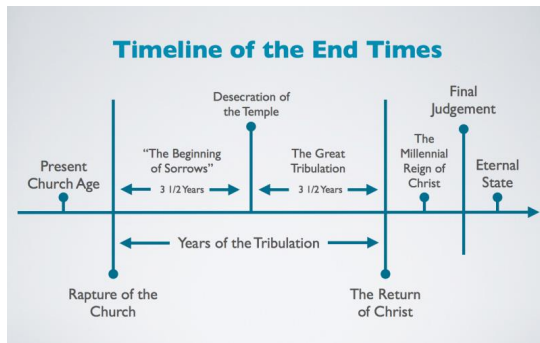 Timeline of the End Times
Desecration of
the Temple
Final
Judgement
Present
Church Age
"The Beginning
of Sorrows"
3 1/2 Years
The Great
Tribulation
3 1/2 Years
The
Millennial
Reign of
Christ
Eternal
State
Years of the Tribulation
Rapture of the
Church
The Return
of Christ